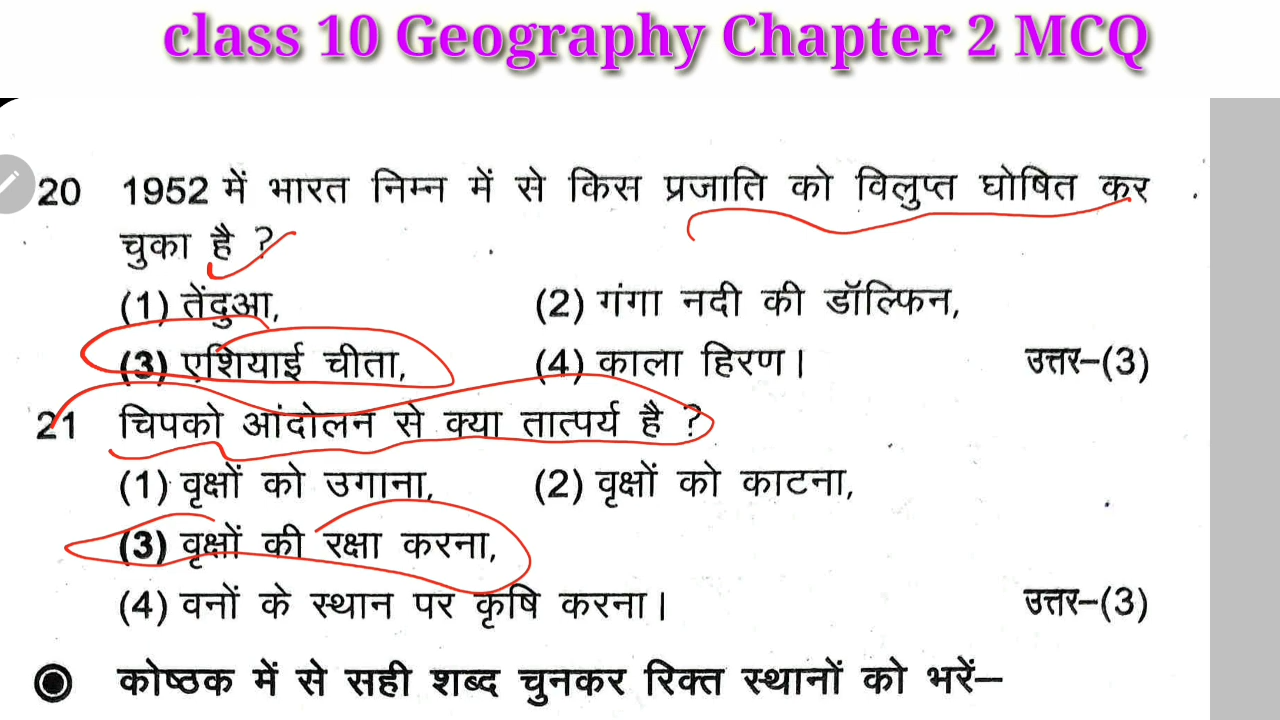 class 10 Geography Chapter 2 MCQ
20 1952 में भारत निम्न में से किस प्रजाति को विलुप्त घोषित कर
चुका है ?
(1) तेंदुआ, (2) गंगा नदी की डॉल्फिन,
(3) एशियाई चीता, (4) काला हिरण। उत्तर–(3)
21 चिपको आंदोलन से क्या तात्पर्य है ?
(1) वृक्षों को उगाना, (2) वृक्षों को काटना,
(3) वृक्षों की रक्षा करना,
(4) वनों के स्थान पर कृषि करना। उत्तर–(3)
कोष्ठक में से सही शब्द चुनकर रिक्त स्थानों को भरें–